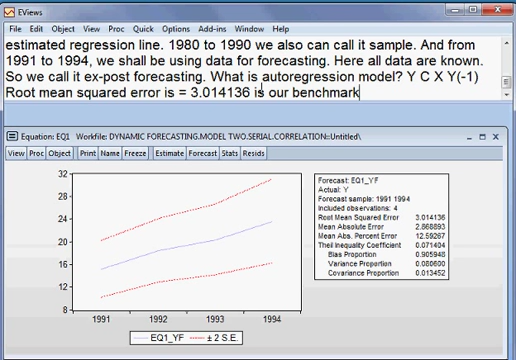 EViews
File Edit Object View Proc Quick Options Add-ins Window Help
estimated regression line. 1980 to 1990 we also can call it sample. And from
1991 to 1994, we shall be using data for forecasting. Here all data are known.
So we call it ex-post forecasting. What is autoregression model? Y C X Y(-1)
Root mean squared error is = 3.014136 is our benchmark
Equation: EQ1 Workfile: DYNAMIC FORECASTING.MODEL TWO.SERIAL.CORRELATION::Untitled\
View Proc Object Print Name Freeze Estimate Forecast Stats Resids
32
28
24
20
16
12
8
1991 1992 1993 1994
EQ1_YF ± 2 S.E.
Forecast: EQ1_YF
Actual: Y
Forecast sample: 1991 1994
Included observations: 4
Root Mean Squared Error 3.014136
Mean Absolute Error 2.868893
Mean Abs. Percent Error 12.59267
Theil Inequality Coefficient 0.071404
Bias Proportion 0.905948
Variance Proportion 0.080600
Covariance Proportion 0.013452